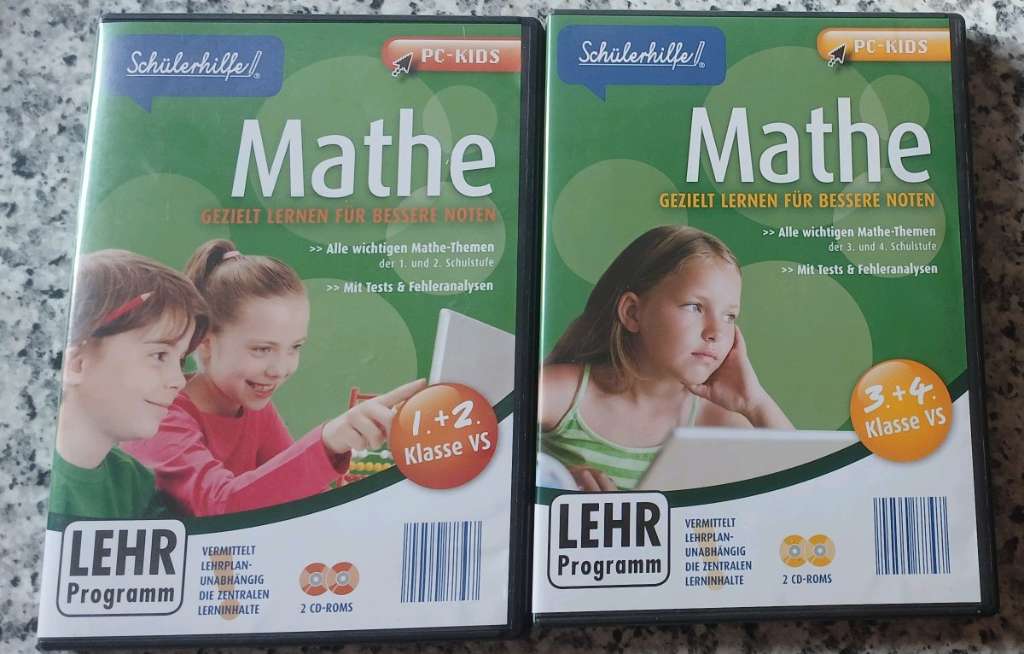 Schülerhilfe!®
PC-KIDS
Mathe
GEZIELT LERNEN FÜR BESSERE NOTEN
>> Alle wichtigen Mathe-Themen
der 1. und 2. Schulstufe
>> Mit Tests & Fehleranalysen
1.+2.
Klasse VS
LEHR
Programm
VERMITTELT
LEHRPLAN-
UNABHÄNGIG
DIE ZENTRALEN
LERNINHALTE
2 CD-ROMS
Schülerhilfe!®
PC-KIDS
Mathe
GEZIELT LERNEN FÜR BESSERE NOTEN
>> Alle wichtigen Mathe-Themen
der 3. und 4. Schulstufe
>> Mit Tests & Fehleranalysen
3.+4.
Klasse VS
LEHR
Programm
VERMITTELT
LEHRPLAN-
UNABHÄNGIG
DIE ZENTRALEN
LERNINHALTE
2 CD-ROMS